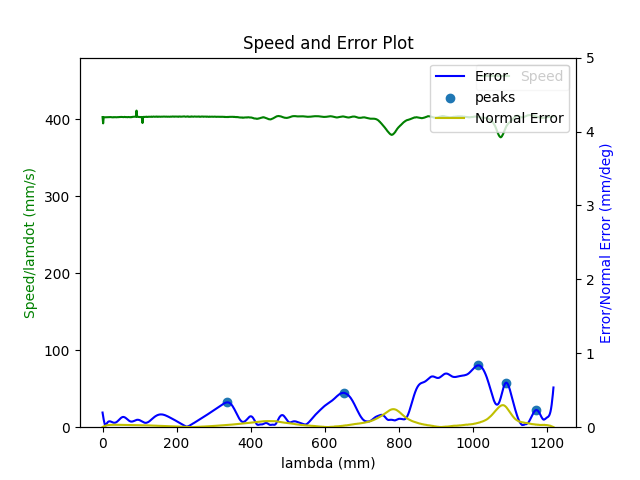 Speed and Error Plot
Speed/lamdot (mm/s)
400
300
200
100
0
Error
Speed
peaks
Normal Error
5
4
3
2
1
0
Error/Normal Error (mm/deg)
0 200 400 600 800 1000 1200
lambda (mm)